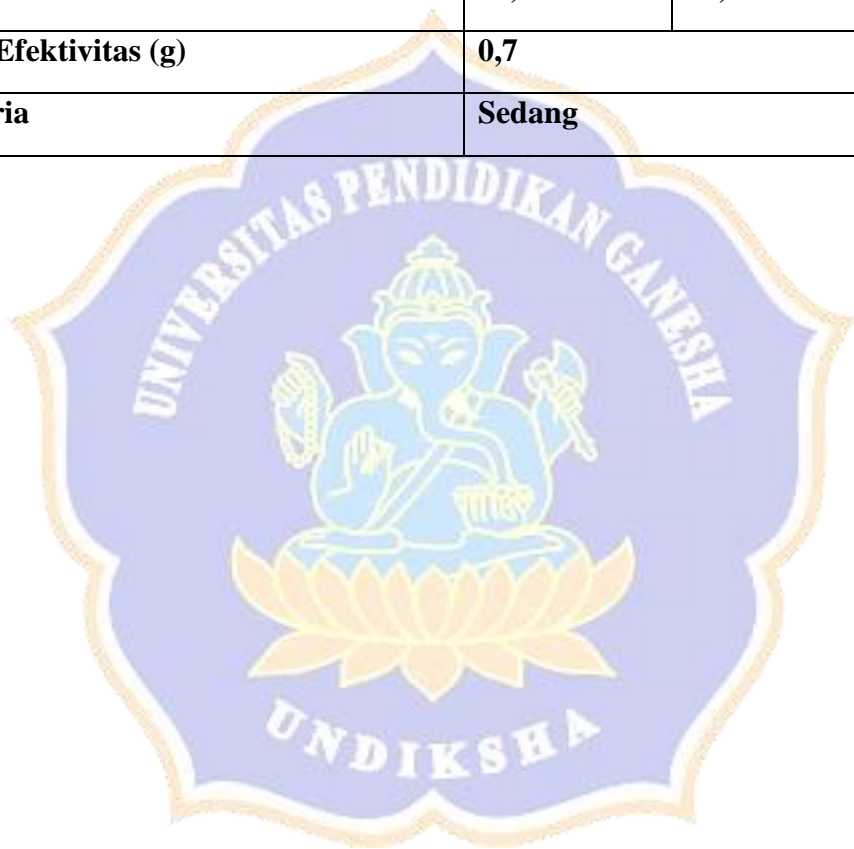 Efektivitas (g) 0,7
ria Sedang
UNIVERSITAS PENDIDIKAN GANESHA
UNDIKSHA